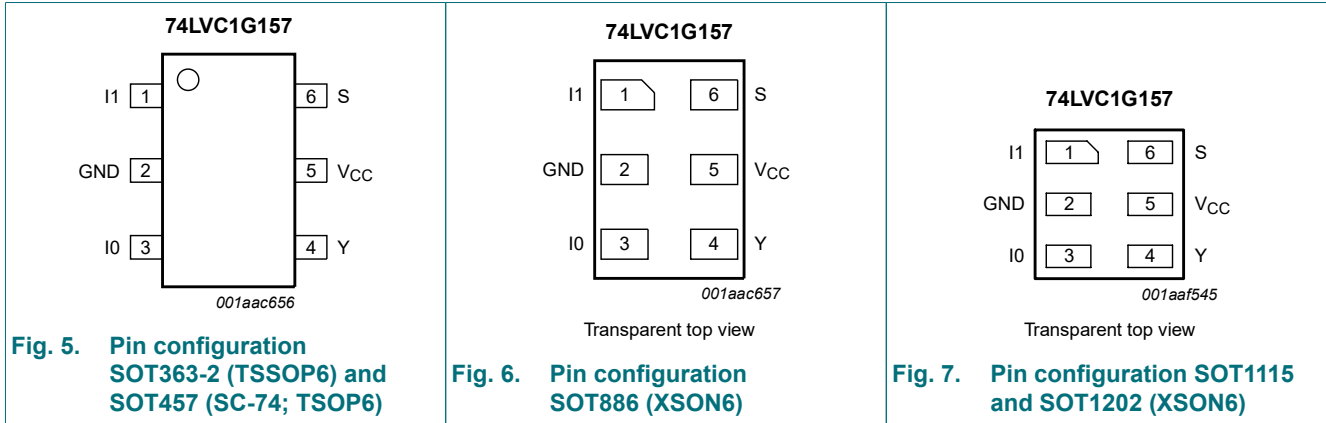 74LVC1G157
I1 1 6 S
GND 2 5 VCC
I0 3 4 Y
001aac656
Fig. 5. Pin configuration
SOT363-2 (TSSOP6) and
SOT457 (SC-74; TSOP6)
74LVC1G157
I1 1 6 S
GND 2 5 VCC
I0 3 4 Y
001aac657
Transparent top view
Fig. 6. Pin configuration
SOT886 (XSON6)
74LVC1G157
I1 1 6 S
GND 2 5 VCC
I0 3 4 Y
001aaf545
Transparent top view
Fig. 7. Pin configuration SOT1115
and SOT1202 (XSON6)